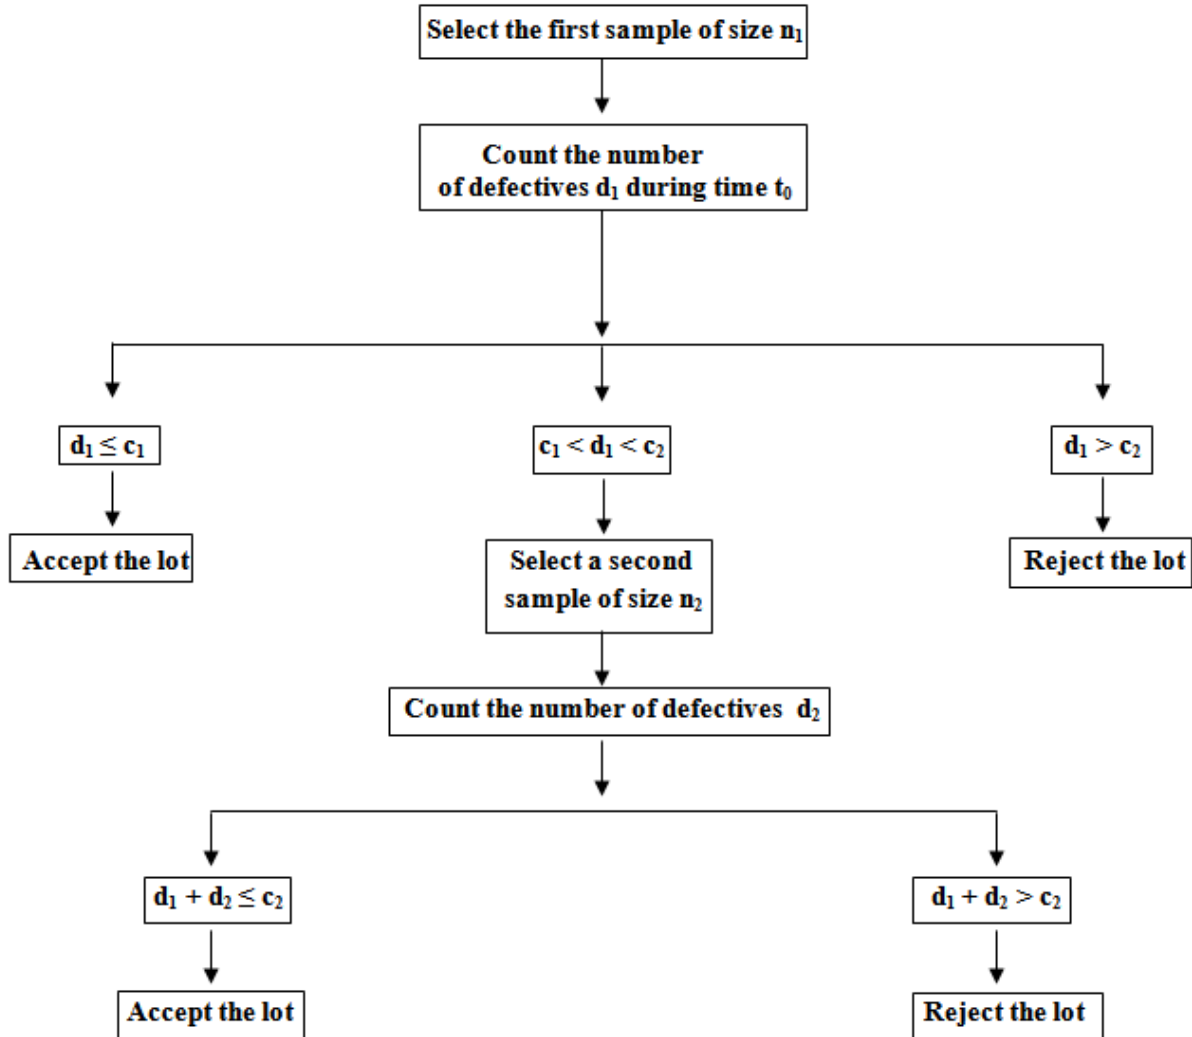 Select the first sample of size n₁
Count the number
of defectives d₁ during time t₀
d₁ ≤ c₁
c₁ < d₁ < c₂
d₁ > c₂
Accept the lot
Select a second
sample of size n₂
Reject the lot
Count the number of defectives d₂
d₁ + d₂ ≤ c₂
d₁ + d₂ > c₂
Accept the lot
Reject the lot